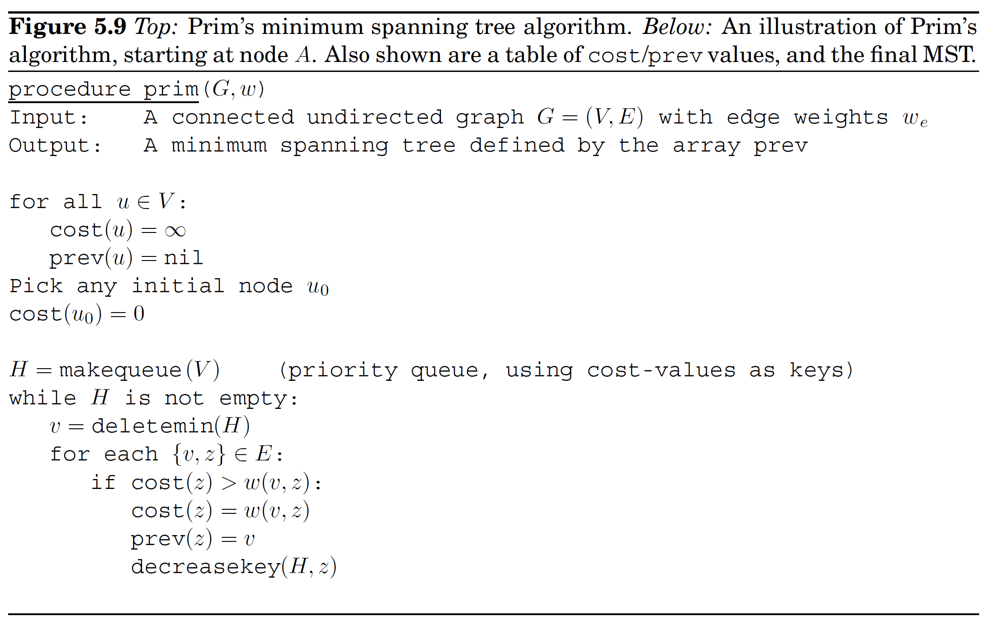 Figure 5.9 Top: Prim's minimum spanning tree algorithm. Below: An illustration of Prim's
algorithm, starting at node A. Also shown are a table of cost/prev values, and the final MST.
procedure prim(G, w)
Input: A connected undirected graph G = (V, E) with edge weights wₑ
Output: A minimum spanning tree defined by the array prev
for all u ∈ V:
cost(u) = ∞
prev(u) = nil
Pick any initial node u₀
cost(u₀) = 0
H = makequeue(V) (priority queue, using cost-values as keys)
while H is not empty:
v = deletemin(H)
for each {v, z} ∈ E:
if cost(z) > w(v, z):
cost(z) = w(v, z)
prev(z) = v
decreasekey(H, z)